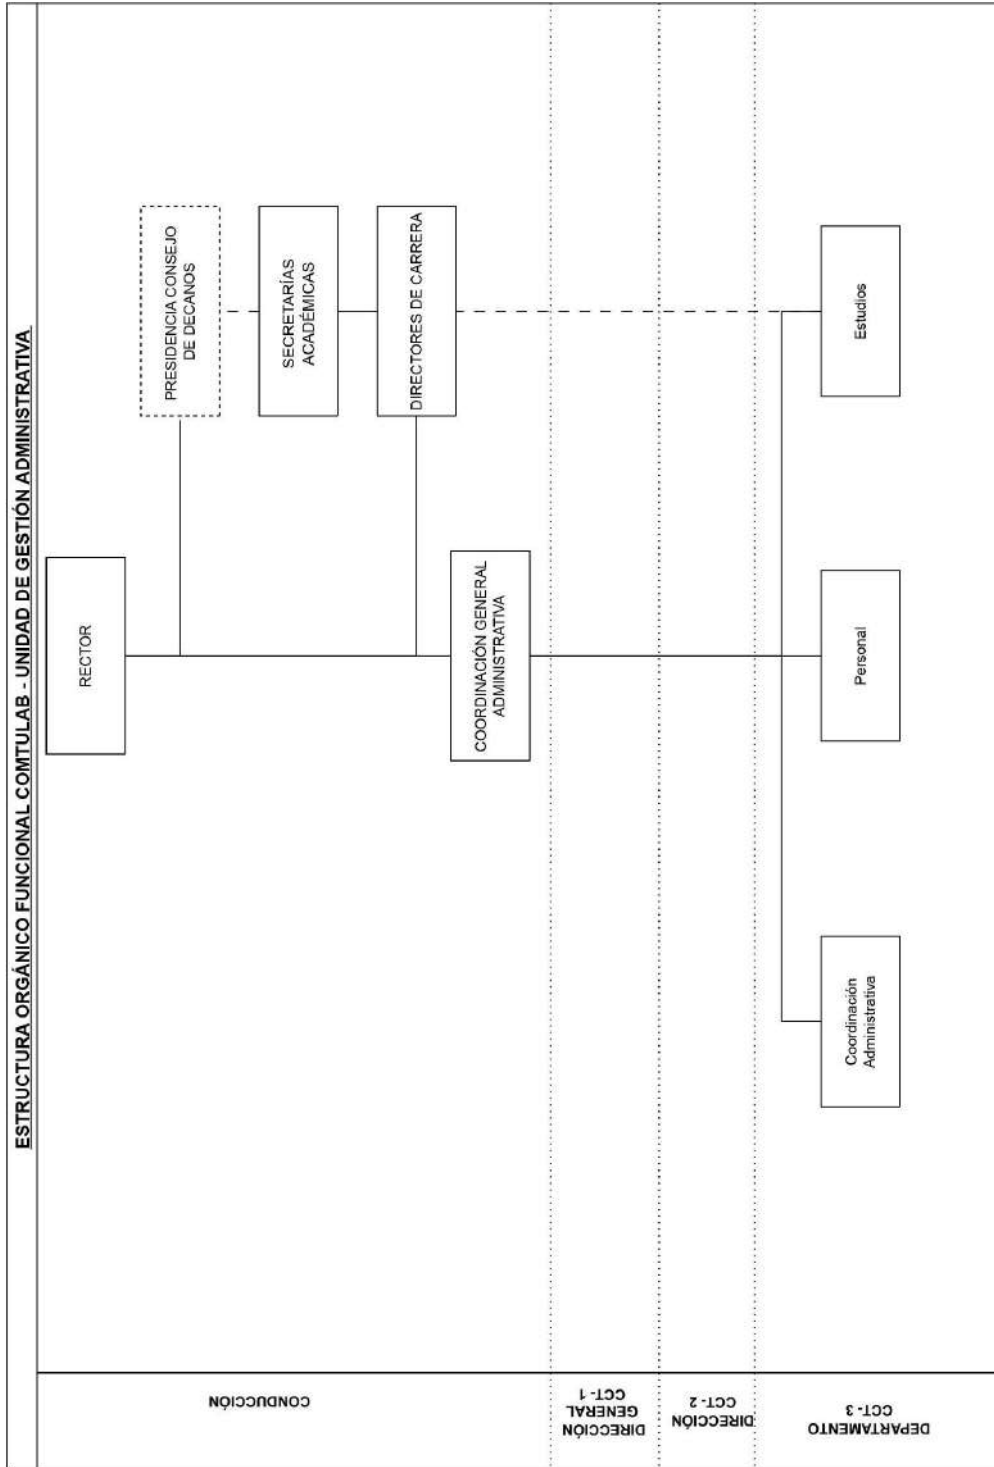 ESTRUCTURA ORGÁNICO FUNCIONAL COMTULAB - UNIDAD DE GESTIÓN ADMINISTRATIVA
CONDUCCIÓN
RECTOR
PRESIDENCIA CONSEJO
DE DECANOS
SECRETARÍAS
ACADÉMICAS
DIRECTORES DE CARRERA
COORDINACIÓN GENERAL
ADMINISTRATIVA
DIRECCIÓN
GENERAL
CCT- 1
DIRECCIÓN
CCT - 2
DEPARTAMENTO
CCT - 3
Coordinación
Administrativa
Personal
Estudios